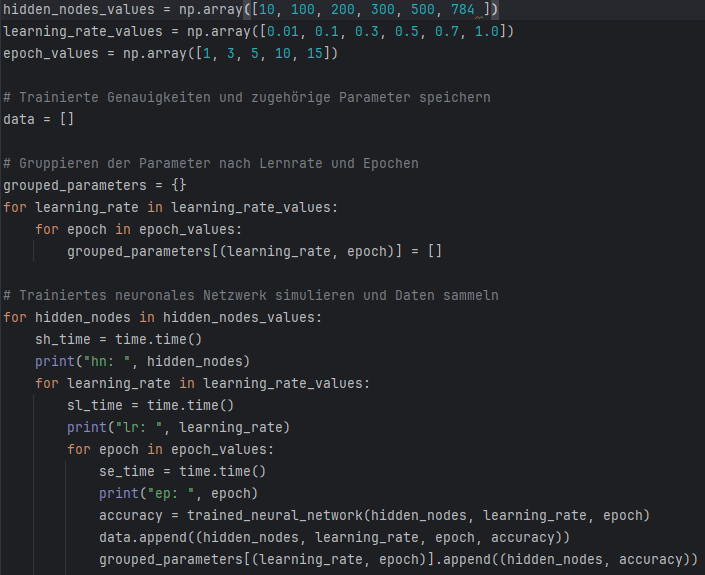 hidden_nodes_values = np.array([10, 100, 200, 300, 500, 784 ])
learning_rate_values = np.array([0.01, 0.1, 0.3, 0.5, 0.7, 1.0])
epoch_values = np.array([1, 3, 5, 10, 15])
# Trainierte Genauigkeiten und zugehörige Parameter speichern
data = []
# Gruppieren der Parameter nach Lernrate und Epochen
grouped_parameters = {}
for learning_rate in learning_rate_values:
    for epoch in epoch_values:
        grouped_parameters[(learning_rate, epoch)] = []
# Trainiertes neuronales Netzwerk simulieren und Daten sammeln
for hidden_nodes in hidden_nodes_values:
    sh_time = time.time()
    print("hn: ", hidden_nodes)
    for learning_rate in learning_rate_values:
        sl_time = time.time()
        print("lr: ", learning_rate)
        for epoch in epoch_values:
            se_time = time.time()
            print("ep: ", epoch)
            accuracy = trained_neural_network(hidden_nodes, learning_rate, epoch)
            data.append((hidden_nodes, learning_rate, epoch, accuracy))
            grouped_parameters[(learning_rate, epoch)].append((hidden_nodes, accuracy))